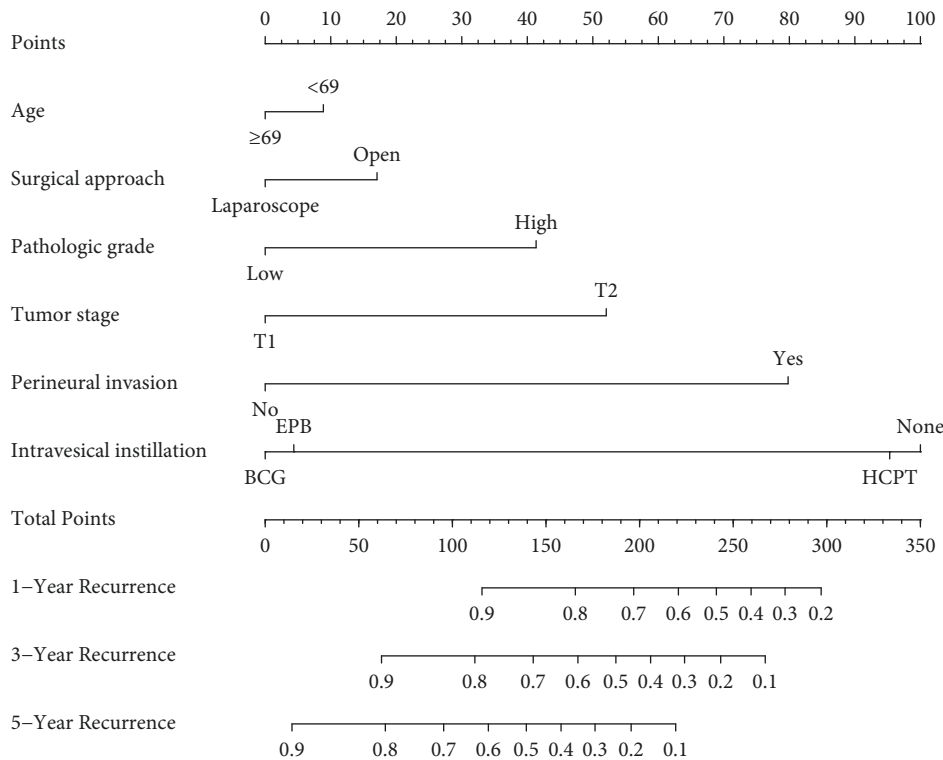 0 10 20 30 40 50 60 70 80 90 100
Points
<69
Age
≥69
Open
Surgical approach
Laparoscope
High
Pathologic grade
Low
T2
Tumor stage
T1
Yes
Perineural invasion
No
EPB None
Intravesical instillation
BCG HCPT
Total Points
0 50 100 150 200 250 300 350
1−Year Recurrence
0.9 0.8 0.7 0.6 0.5 0.4 0.3 0.2
3−Year Recurrence
0.9 0.8 0.7 0.6 0.5 0.4 0.3 0.2 0.1
5−Year Recurrence
0.9 0.8 0.7 0.6 0.5 0.4 0.3 0.2 0.1